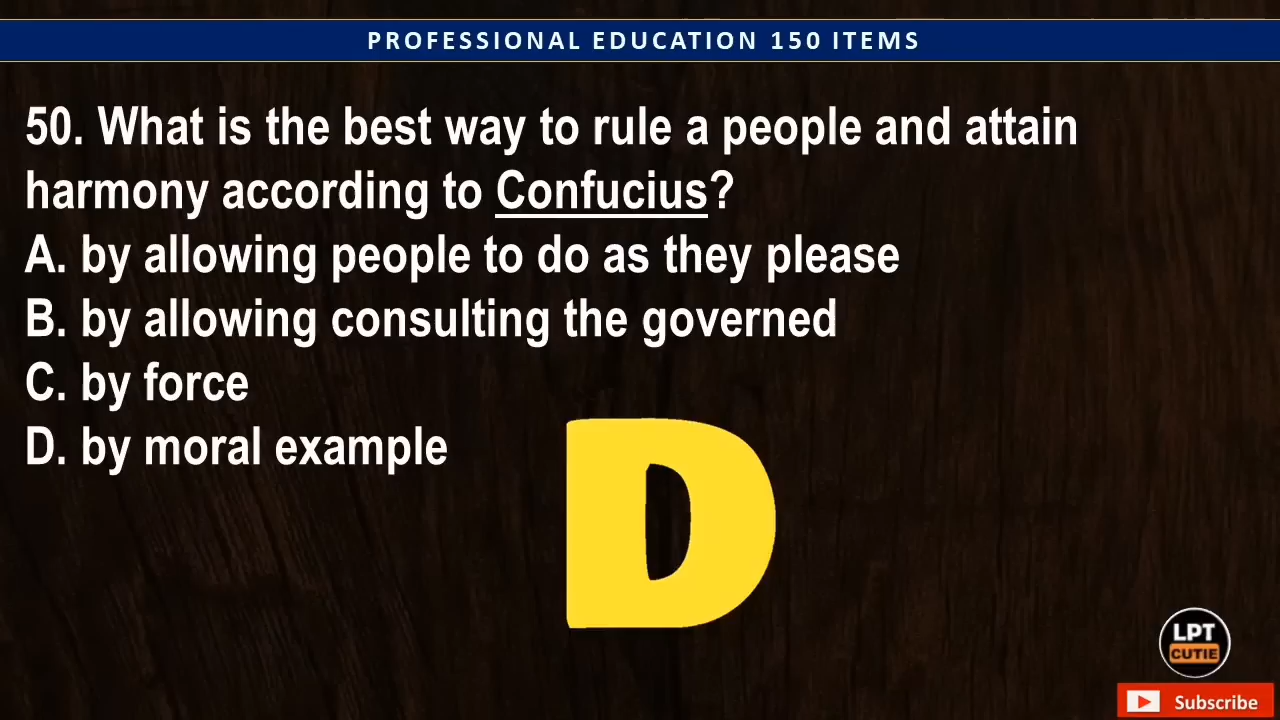 PROFESSIONAL EDUCATION 150 ITEMS
50. What is the best way to rule a people and attain
harmony according to Confucius?
A. by allowing people to do as they please
B. by allowing consulting the governed
C. by force
D. by moral example
D
LPT
CUTIE
Subscribe